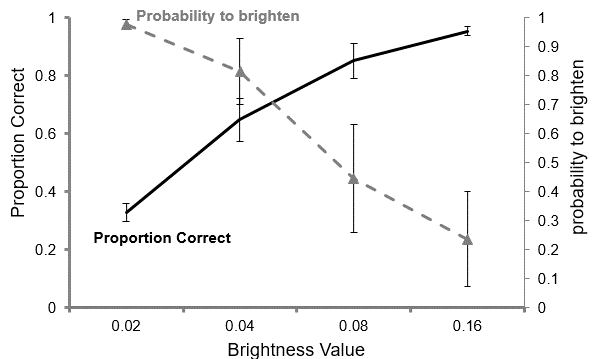 Probability to brighten
1
0.8
0.6
0.4
0.2
0
Proportion Correct
Proportion Correct
1
0.9
0.8
0.7
0.6
0.5
0.4
0.3
0.2
0.1
0
probability to brighten
0.02 0.04 0.08 0.16
Brightness Value